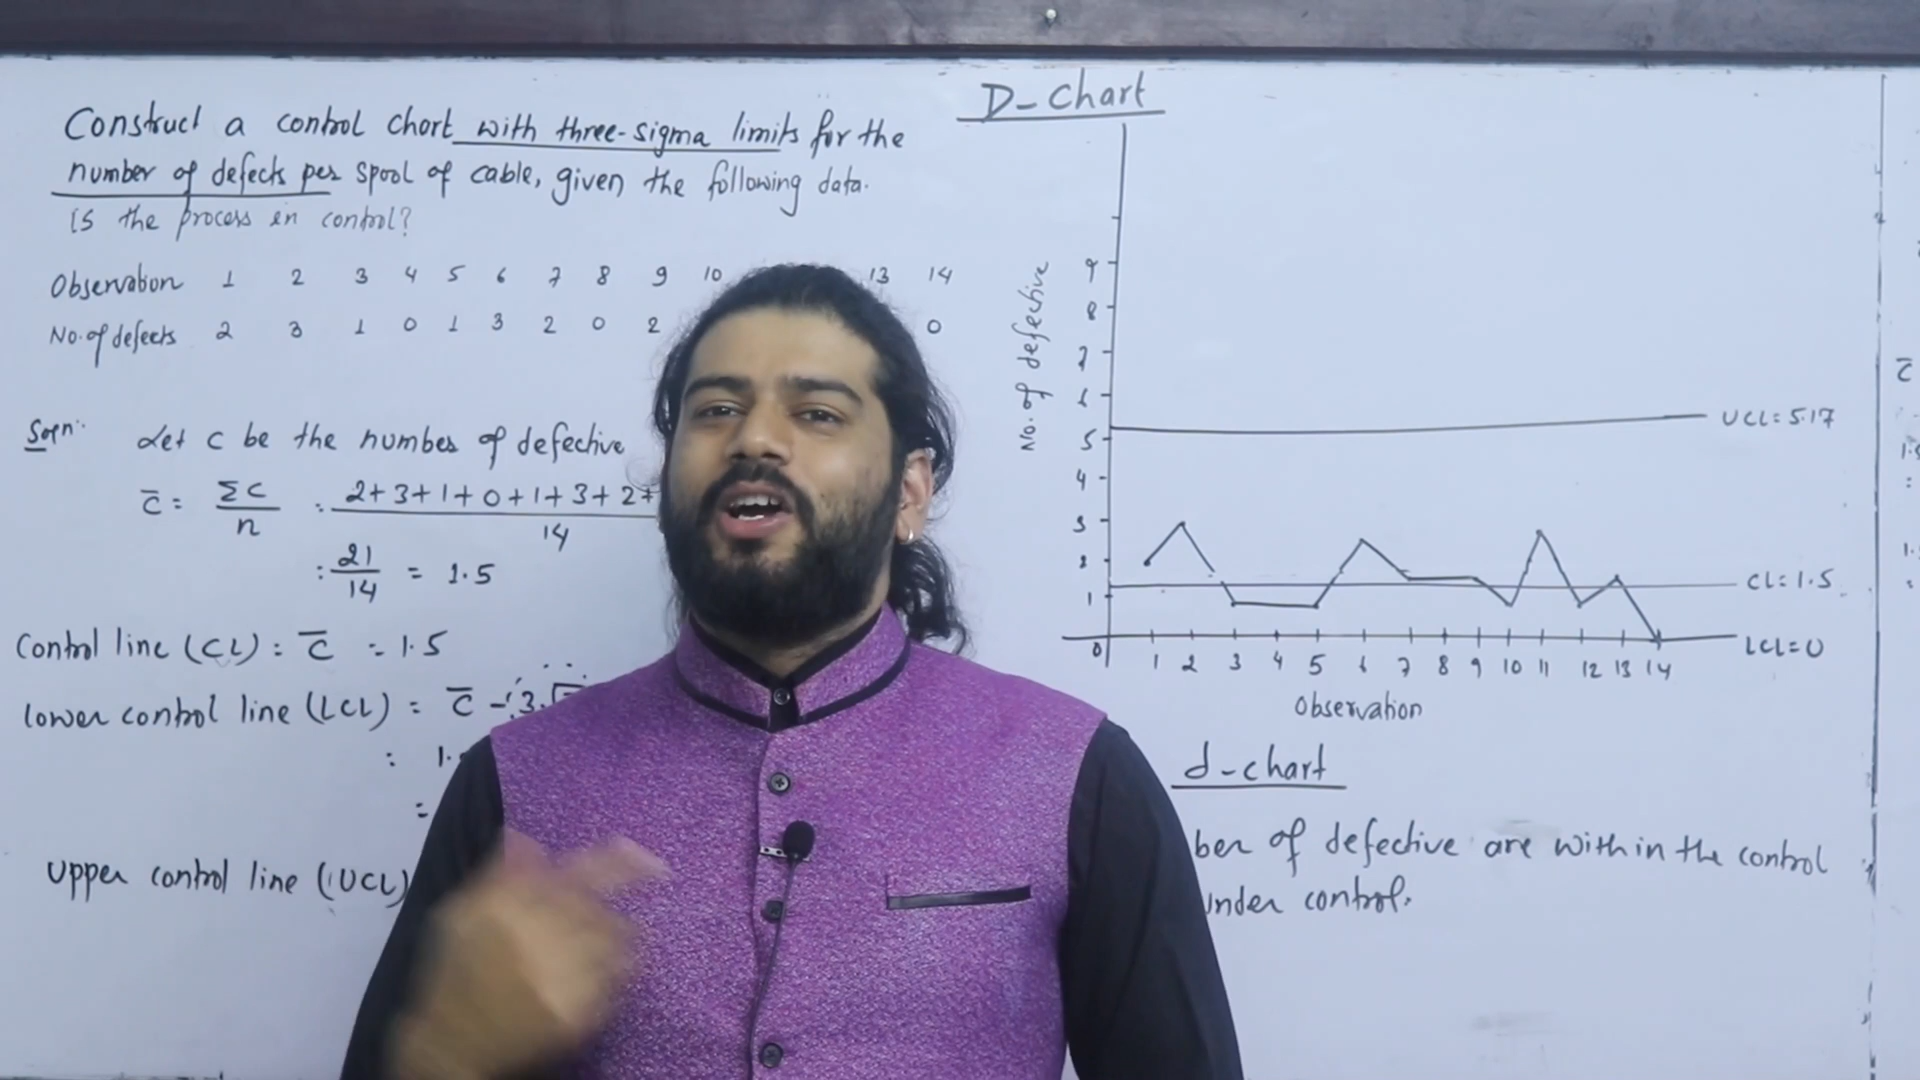 Construct a control chart with three-sigma limits for the
number of defects per spool of cable, given the following data.
is the process in control?
Observation 1 2 3 4 5 6 7 8 9 10 13 14
No. of defects 2 3 1 0 1 3 2 0 2 0
Soln:
Let c be the number of defective
c̄ = Σc/n = 2+3+1+0+1+3+2+ / 14
= 21/14 = 1.5
Control line (CL) = c̄ = 1.5
lower control line (LCL) = c̄ - 3.√
= 1.
=
Upper control line (UCL)
D-Chart
No. of defective
9
8
7
6
5
4
3
2
1
0
UCL = 5.17
CL = 1.5
LCL = 0
1 2 3 4 5 6 7 8 9 10 11 12 13 14
Observation
d-chart
ber of defective are within the control
under control.